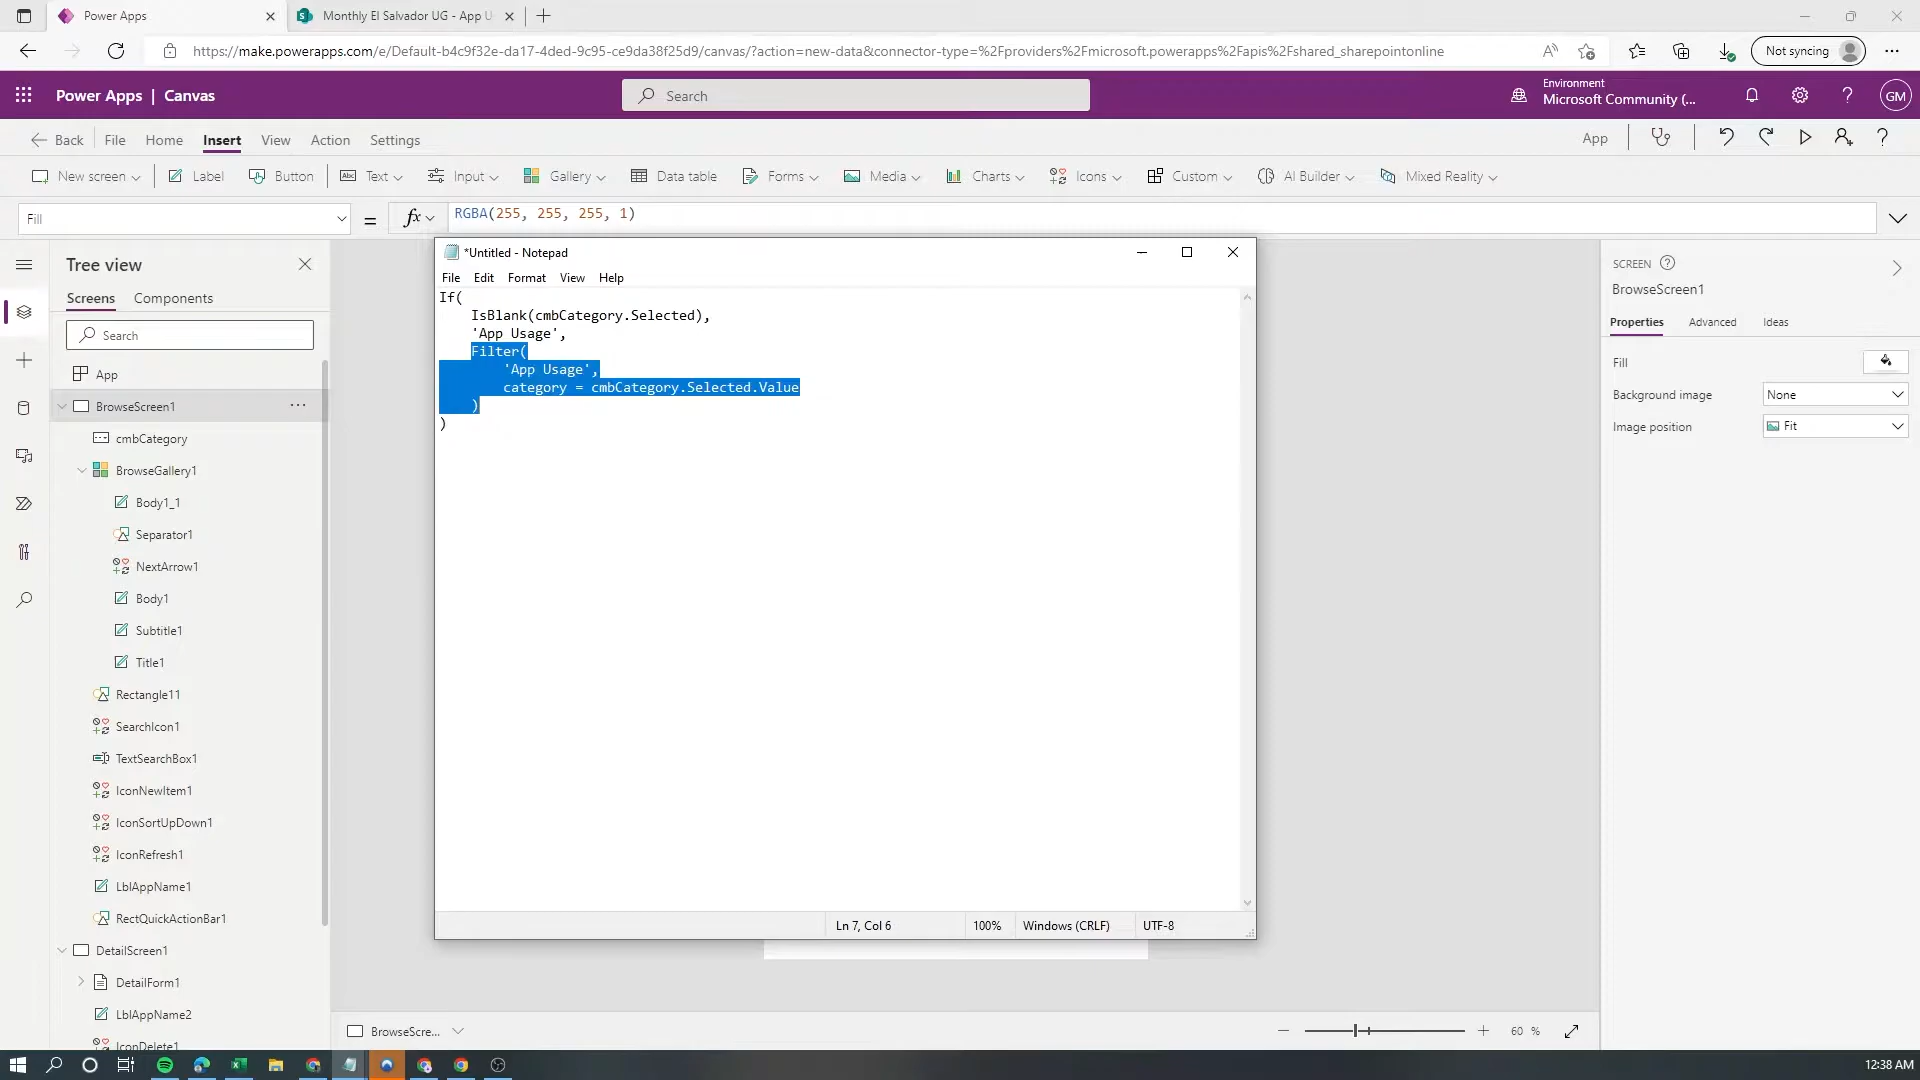 Power Apps
Monthly El Salvador UG - App U
https://make.powerapps.com/e/Default-b4c9f32e-da17-4ded-9c95-ce9da38f25d9/canvas/?action=new-data&connector-type=%2Fproviders%2Fmicrosoft.powerapps%2Fapis%2Fshared_sharepointonline
Not syncing
Power Apps | Canvas
Search
Environment
Microsoft Community (...
GM
Back
File
Home
Insert
View
Action
Settings
App
New screen
Label
Button
Text
Input
Gallery
Data table
Forms
Media
Charts
Icons
Custom
AI Builder
Mixed Reality
Fill
=
fx
RGBA(255, 255, 255, 1)
Tree view
Screens
Components
Search
App
BrowseScreen1
cmbCategory
BrowseGallery1
Body1_1
Separator1
NextArrow1
Body1
Subtitle1
Title1
Rectangle11
SearchIcon1
TextSearchBox1
IconNewItem1
IconSortUpDown1
IconRefresh1
LblAppName1
RectQuickActionBar1
DetailScreen1
DetailForm1
LblAppName2
IconDelete1
*Untitled - Notepad
File
Edit
Format
View
Help
If(
IsBlank(cmbCategory.Selected),
'App Usage',
Filter(
'App Usage',
category = cmbCategory.Selected.Value
)
)
Ln 7, Col 6
100%
Windows (CRLF)
UTF-8
SCREEN
BrowseScreen1
Properties
Advanced
Ideas
Fill
Background image
None
Image position
Fit
BrowseScre...
60 %
12:38 AM